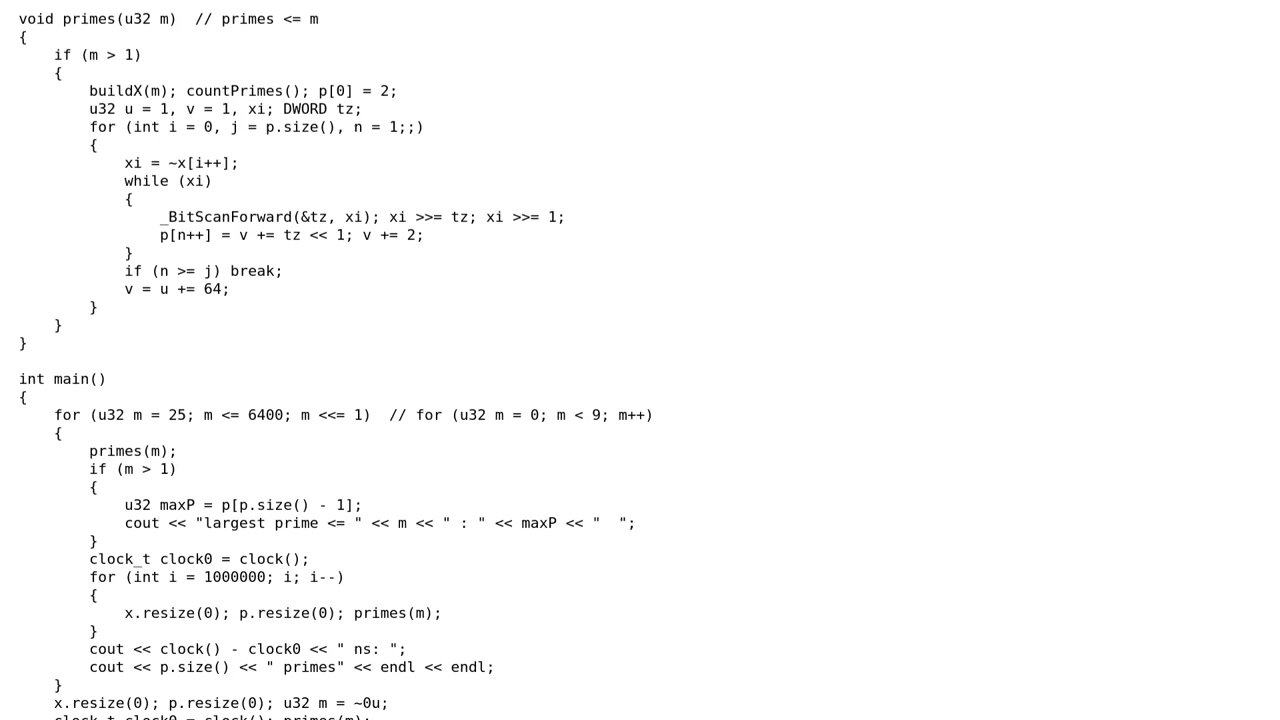 void primes(u32 m)  // primes <= m
{
    if (m > 1)
    {
        buildX(m); countPrimes(); p[0] = 2;
        u32 u = 1, v = 1, xi; DWORD tz;
        for (int i = 0, j = p.size(), n = 1;;)
        {
            xi = ~x[i++];
            while (xi)
            {
                _BitScanForward(&tz, xi); xi >>= tz; xi >>= 1;
                p[n++] = v += tz << 1; v += 2;
            }
            if (n >= j) break;
            v = u += 64;
        }
    }
}

int main()
{
    for (u32 m = 25; m <= 6400; m <<= 1)  // for (u32 m = 0; m < 9; m++)
    {
        primes(m);
        if (m > 1)
        {
            u32 maxP = p[p.size() - 1];
            cout << "largest prime <= " << m << " : " << maxP << "  ";
        }
        clock_t clock0 = clock();
        for (int i = 1000000; i; i--)
        {
            x.resize(0); p.resize(0); primes(m);
        }
        cout << clock() - clock0 << " ns: ";
        cout << p.size() << " primes" << endl << endl;
    }
    x.resize(0); p.resize(0); u32 m = ~0u;
    clock_t clock0 = clock(); primes(m);